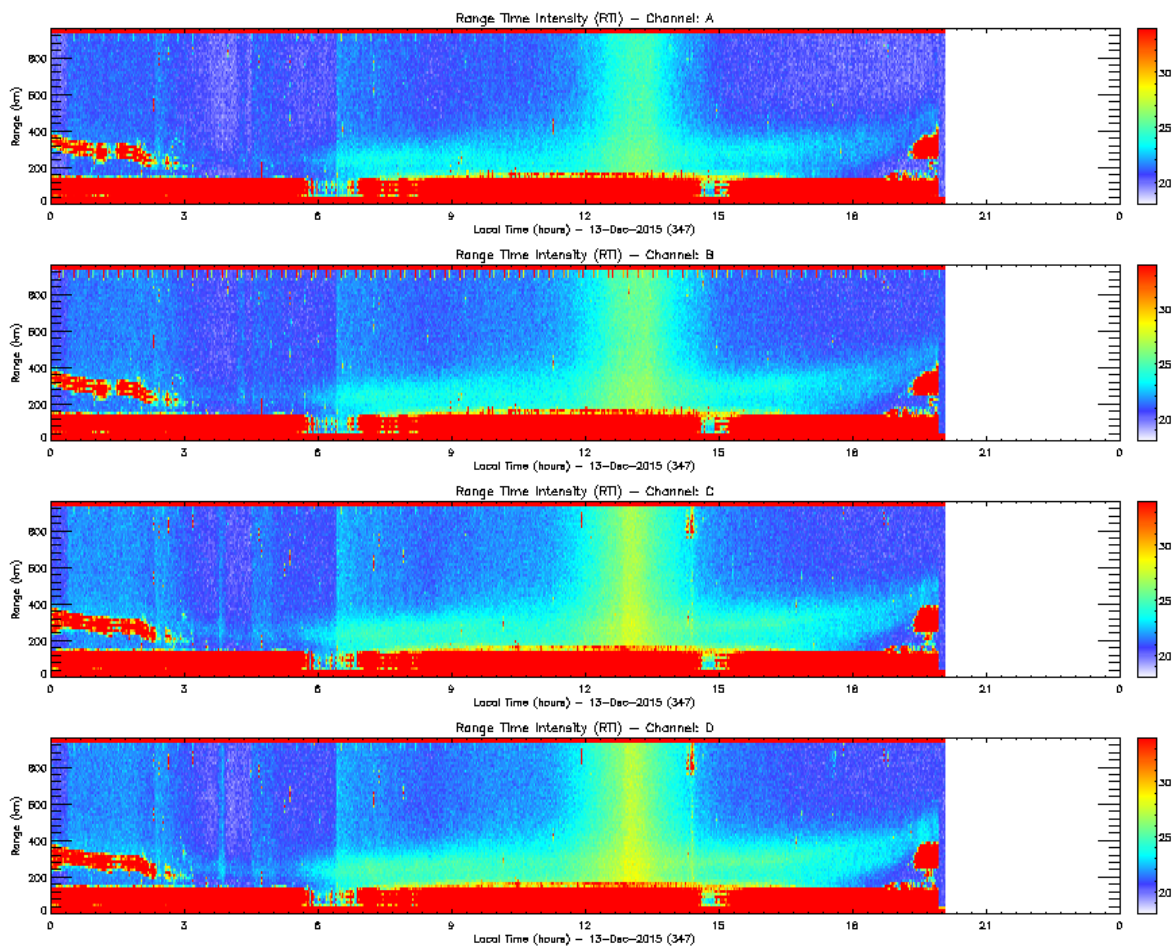 Range Time Intensity (RTI) – Channel: A
Range (km)
800
600
400
200
0
0 3 6 9 12 15 18 21 0
Local Time (hours) – 13-Dec-2015 (347)
30
25
20
Range Time Intensity (RTI) – Channel: B
Range (km)
800
600
400
200
0
0 3 6 9 12 15 18 21 0
Local Time (hours) – 13-Dec-2015 (347)
30
25
20
Range Time Intensity (RTI) – Channel: C
Range (km)
800
600
400
200
0
0 3 6 9 12 15 18 21 0
Local Time (hours) – 13-Dec-2015 (347)
30
25
20
Range Time Intensity (RTI) – Channel: D
Range (km)
800
600
400
200
0
0 3 6 9 12 15 18 21 0
Local Time (hours) – 13-Dec-2015 (347)
30
25
20